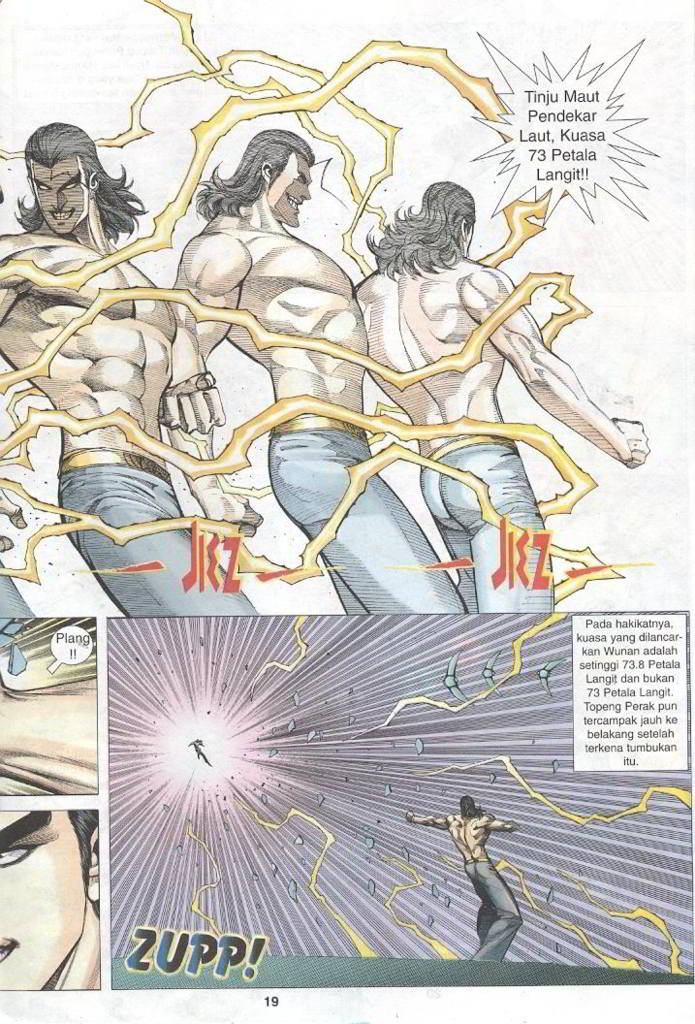 Tinju Maut
Pendekar
Laut, Kuasa
73 Petala
Langit!!
JEZ
JEZ
Plang
!!
Pada hakikatnya,
kuasa yang dilancar-
kan Wunan adalah
setinggi 73.8 Petala
Langit dan bukan
73 Petala Langit.
Topeng Perak pun
tercampak jauh ke
belakang setelah
terkena tumbukan
itu.
ZUPP!
19